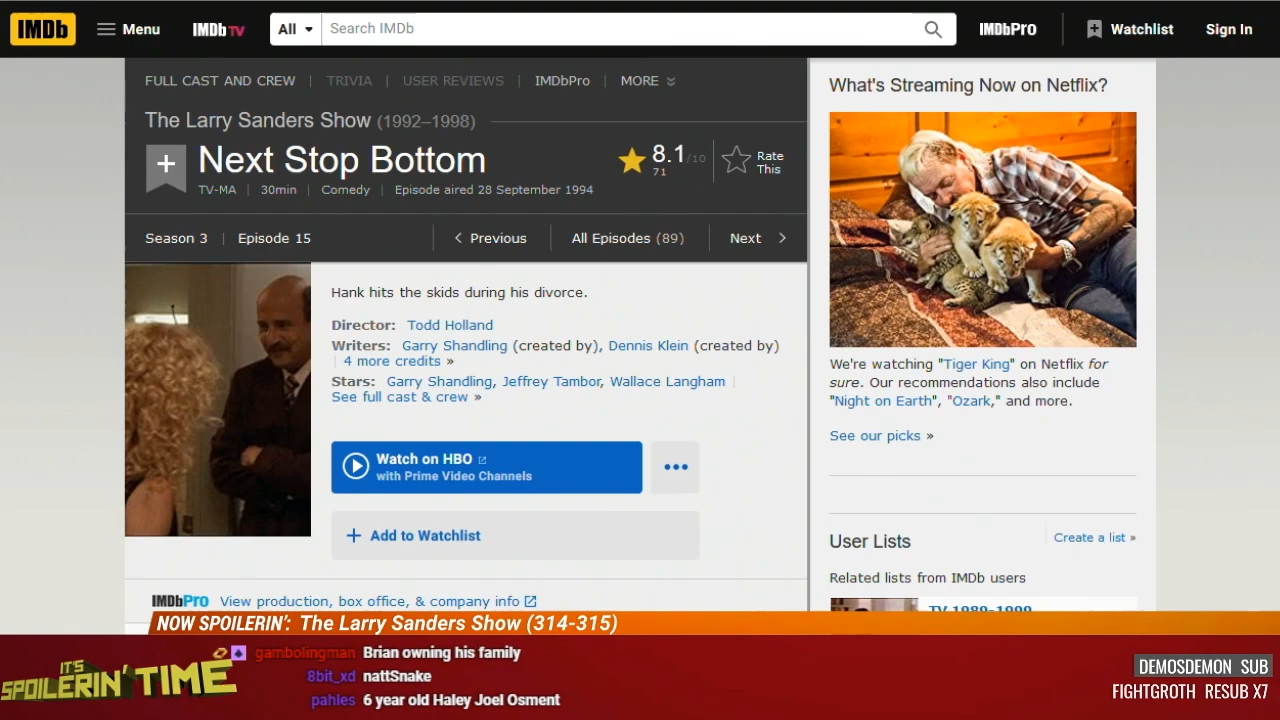 IMDb Menu IMDbTV All Search IMDb IMDbPro Watchlist Sign In
FULL CAST AND CREW | TRIVIA | USER REVIEWS | IMDbPro | MORE
The Larry Sanders Show (1992–1998)
+ Next Stop Bottom
8.1/10
71
Rate This
TV-MA | 30min | Comedy | Episode aired 28 September 1994
Season 3 | Episode 15
Previous | All Episodes (89) | Next
Hank hits the skids during his divorce.
Director: Todd Holland
Writers: Garry Shandling (created by), Dennis Klein (created by)
| 4 more credits »
Stars: Garry Shandling, Jeffrey Tambor, Wallace Langham |
See full cast & crew »
Watch on HBO
with Prime Video Channels
+ Add to Watchlist
IMDbPro View production, box office, & company info
What's Streaming Now on Netflix?
We're watching "Tiger King" on Netflix for
sure. Our recommendations also include
"Night on Earth", "Ozark," and more.
See our picks »
User Lists
Create a list »
Related lists from IMDb users
TV 1989-1999
NOW SPOILERIN': The Larry Sanders Show (314-315)
IT'S
SPOILERIN' TIME
gambolingman Brian owning his family
8bit_xd nattSnake
pahles 6 year old Haley Joel Osment
DEMOSDEMON SUB
FIGHTGROTH RESUB X7